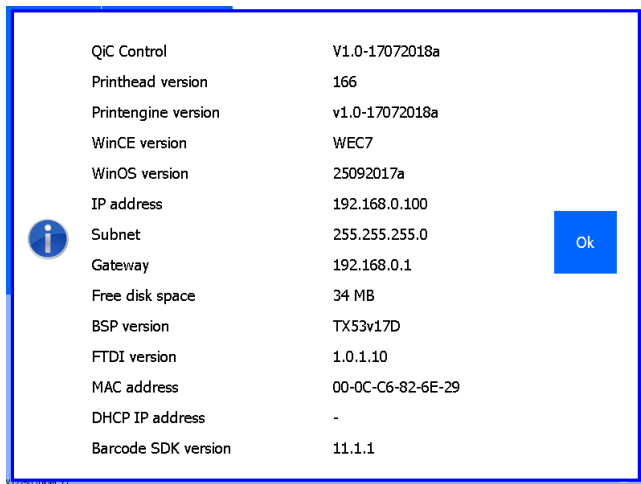 QiC Control V1.0-17072018a
Printhead version 166
Printengine version v1.0-17072018a
WinCE version WEC7
WinOS version 25092017a
IP address 192.168.0.100
Subnet 255.255.255.0
Ok
Gateway 192.168.0.1
Free disk space 34 MB
BSP version TX53v17D
FTDI version 1.0.1.10
MAC address 00-0C-C6-82-6E-29
DHCP IP address -
Barcode SDK version 11.1.1